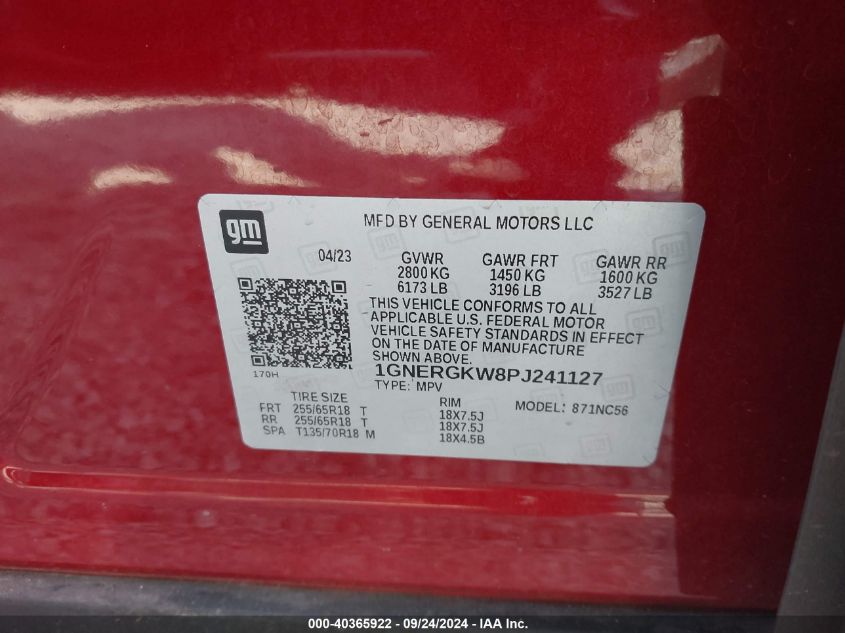 gm
MFD BY GENERAL MOTORS LLC
04/23
GVWR GAWR FRT GAWR RR
2800 KG 1450 KG 1600 KG
6173 LB 3196 LB 3527 LB
THIS VEHICLE CONFORMS TO ALL
APPLICABLE U.S. FEDERAL MOTOR
VEHICLE SAFETY STANDARDS IN EFFECT
ON THE DATE OF MANUFACTURE
SHOWN ABOVE.
170H
1GNERGKW8PJ241127
TYPE: MPV
TIRE SIZE RIM MODEL: 871NC56
FRT 255/65R18 T 18X7.5J
RR 255/65R18 T 18X7.5J
SPA T135/70R18 M 18X4.5B
000-40365922 - 09/24/2024 - IAA Inc.